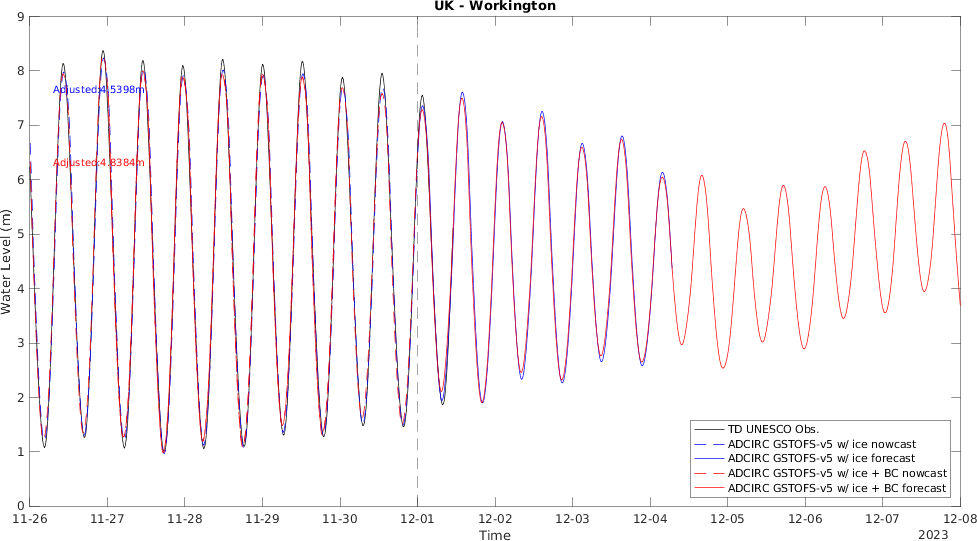 UK - Workington
9
8
7
6
5
4
3
2
1
0
Water Level (m)
Adjusted:4.5398m
Adjusted:4.8384m
TD UNESCO Obs.
ADCIRC GSTOFS-v5 w/ ice nowcast
ADCIRC GSTOFS-v5 w/ ice forecast
ADCIRC GSTOFS-v5 w/ ice + BC nowcast
ADCIRC GSTOFS-v5 w/ ice + BC forecast
11-26 11-27 11-28 11-29 11-30 12-01 12-02 12-03 12-04 12-05 12-06 12-07 12-08
Time
2023